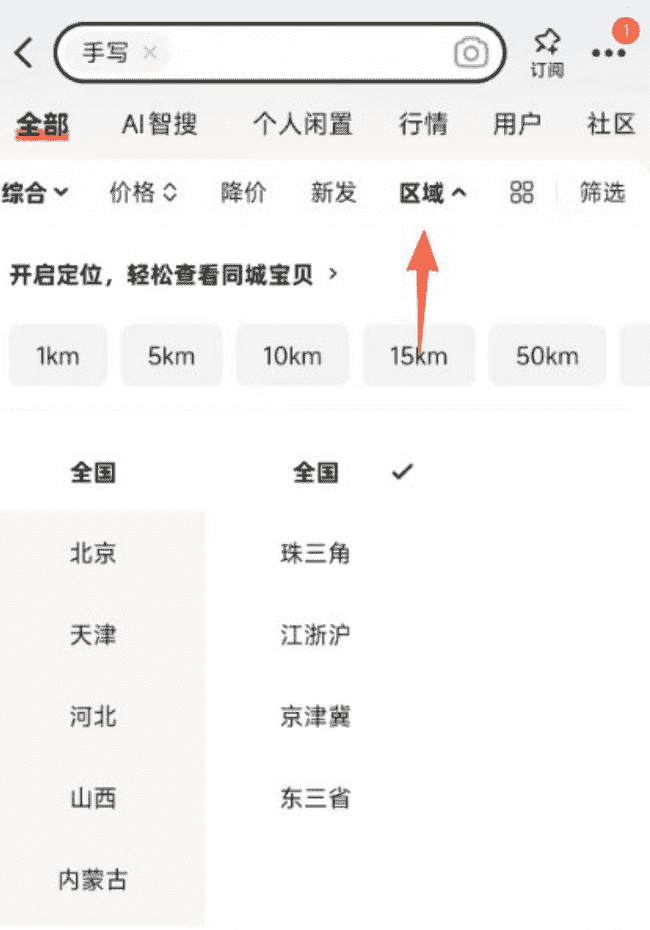 手写 ×
1
订阅
全部 AI智搜 个人闲置 行情 用户 社区
综合 价格 降价 新发 区域 筛选
开启定位，轻松查看同城宝贝 >
1km 5km 10km 15km 50km
全国 全国
北京 珠三角
天津 江浙沪
河北 京津冀
山西 东三省
内蒙古